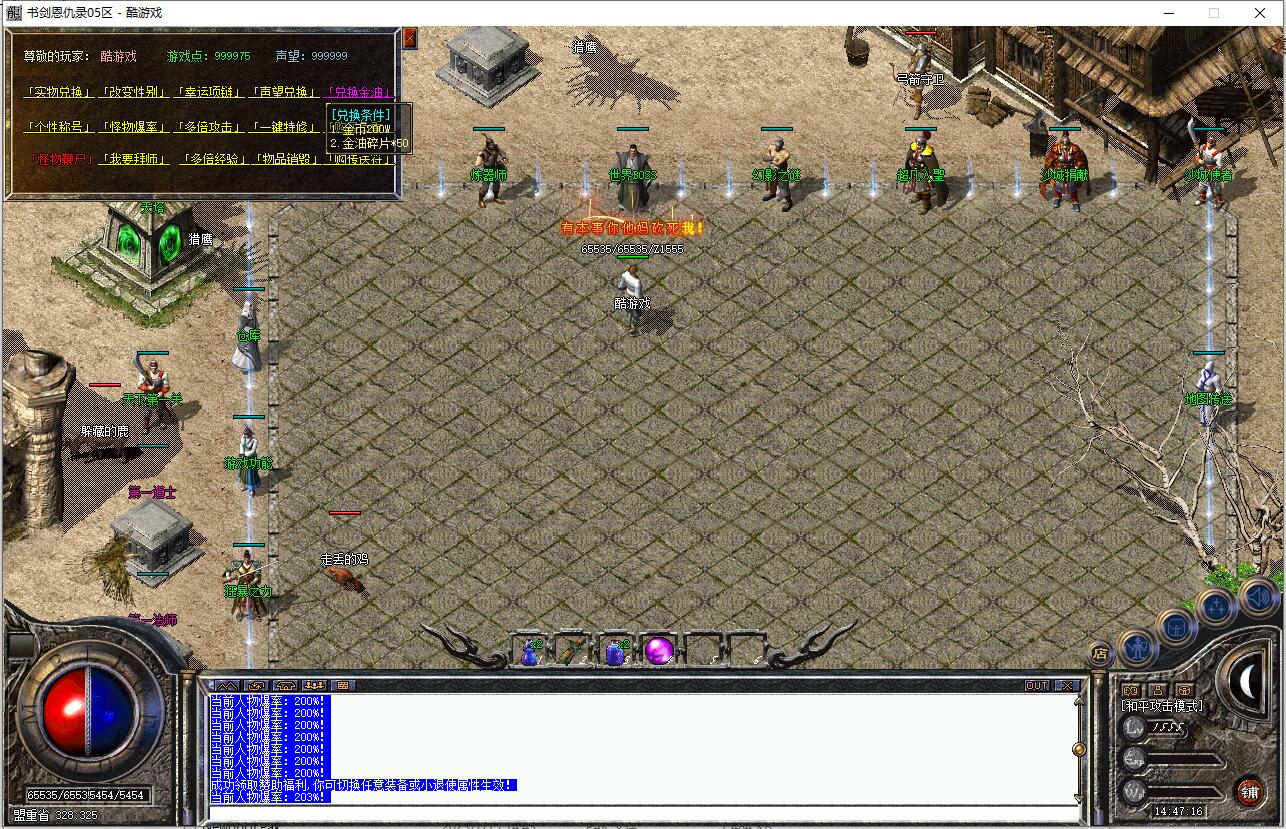 书剑恩仇录05区 - 酷游戏
尊敬的玩家: 酷游戏 游戏点: 999975 声望: 999999
「实物兑换」 「改变性别」 「幸运项链」 「声望兑换」 「兑换金油」
[兑换条件]
1.金币200W
2.金油碎片*50
「个性称号」 「怪物爆率」 「多倍攻击」 「一键特修」
「怪物鞭尸」 「我要拜师」 「多倍经验」 「物品销毁」
猎鹰
弓箭守卫
炼器师
世界BOSS
幻影之谜
超凡入圣
沙城捐献
沙城使者
天塔
猎鹰
有本事你他妈砍死我!
65535/65535/Z1555
酷游戏
仓库
天下第一关
地图传送
躲藏的鹿
游戏功能
第一道士
走丢的鸡
狂暴之力
第一法师
x2
x2
店
OUT
当前人物爆率: 200%!
当前人物爆率: 200%!
当前人物爆率: 200%!
当前人物爆率: 200%!
当前人物爆率: 200%!
当前人物爆率: 200%!
当前人物爆率: 200%!
成功领取赞助福利,你可切换任意装备或小退使属性生效!
当前人物爆率: 203%!
[和平攻击模式]
Lv 1555
Exp
W
65535/65535454/5454
盟重省 328:325
14:47:16